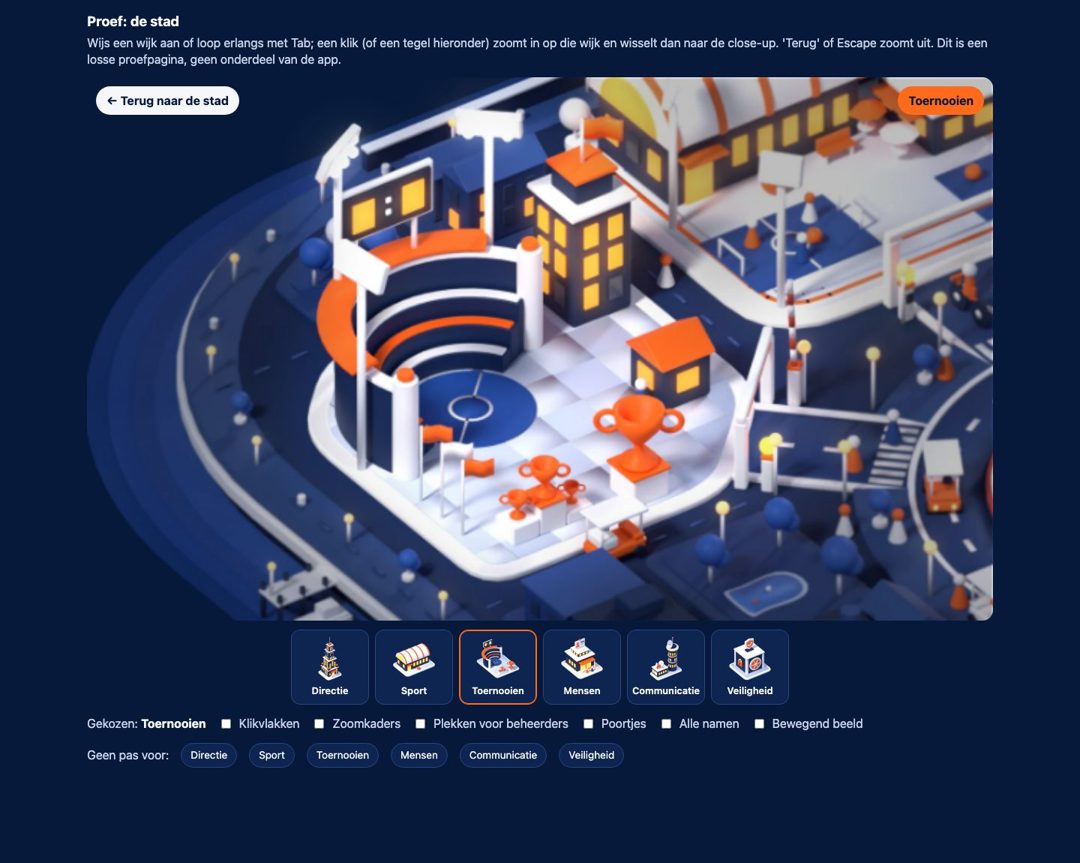 Proef: de stad
Wijs een wijk aan of loop erlangs met Tab; een klik (of een tegel hieronder) zoomt in op die wijk en wisselt dan naar de close-up. 'Terug' of Escape zoomt uit. Dit is een
losse proefpagina, geen onderdeel van de app.
← Terug naar de stad
Toernooien
Directie
Sport
Toernooien
Mensen
Communicatie
Veiligheid
Gekozen: Toernooien Klikvlakken Zoomkaders Plekken voor beheerders Poortjes Alle namen Bewegend beeld
Geen pas voor: Directie Sport Toernooien Mensen Communicatie Veiligheid